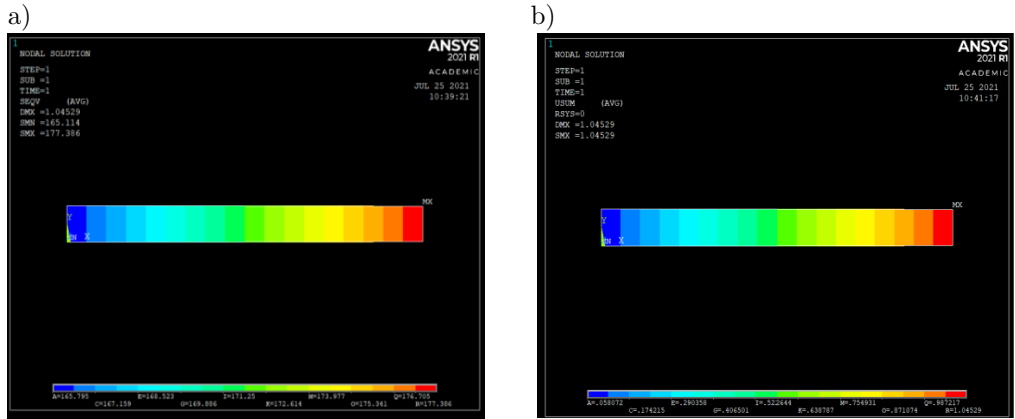 a)
1
NODAL SOLUTION
STEP=1
SUB =1
TIME=1
SEQV (AVG)
DMX =1.04529
SMN =165.114
SMX =177.386
ANSYS
2021 R1
ACADEMIC
JUL 25 2021
10:39:21
MX
Y
MN X
A=165.795 E=168.523 I=171.25 M=173.977 Q=176.705
C=167.159 G=169.886 K=172.614 O=175.341 R=177.386
b)
1
NODAL SOLUTION
STEP=1
SUB =1
TIME=1
USUM (AVG)
RSYS=0
DMX =1.04529
SMX =1.04529
ANSYS
2021 R1
ACADEMIC
JUL 25 2021
10:41:17
MX
Y
MN X
A=.058072 E=.290358 I=.522644 M=.754931 Q=.987217
C=.174215 G=.406501 K=.638787 O=.871074 R=1.04529